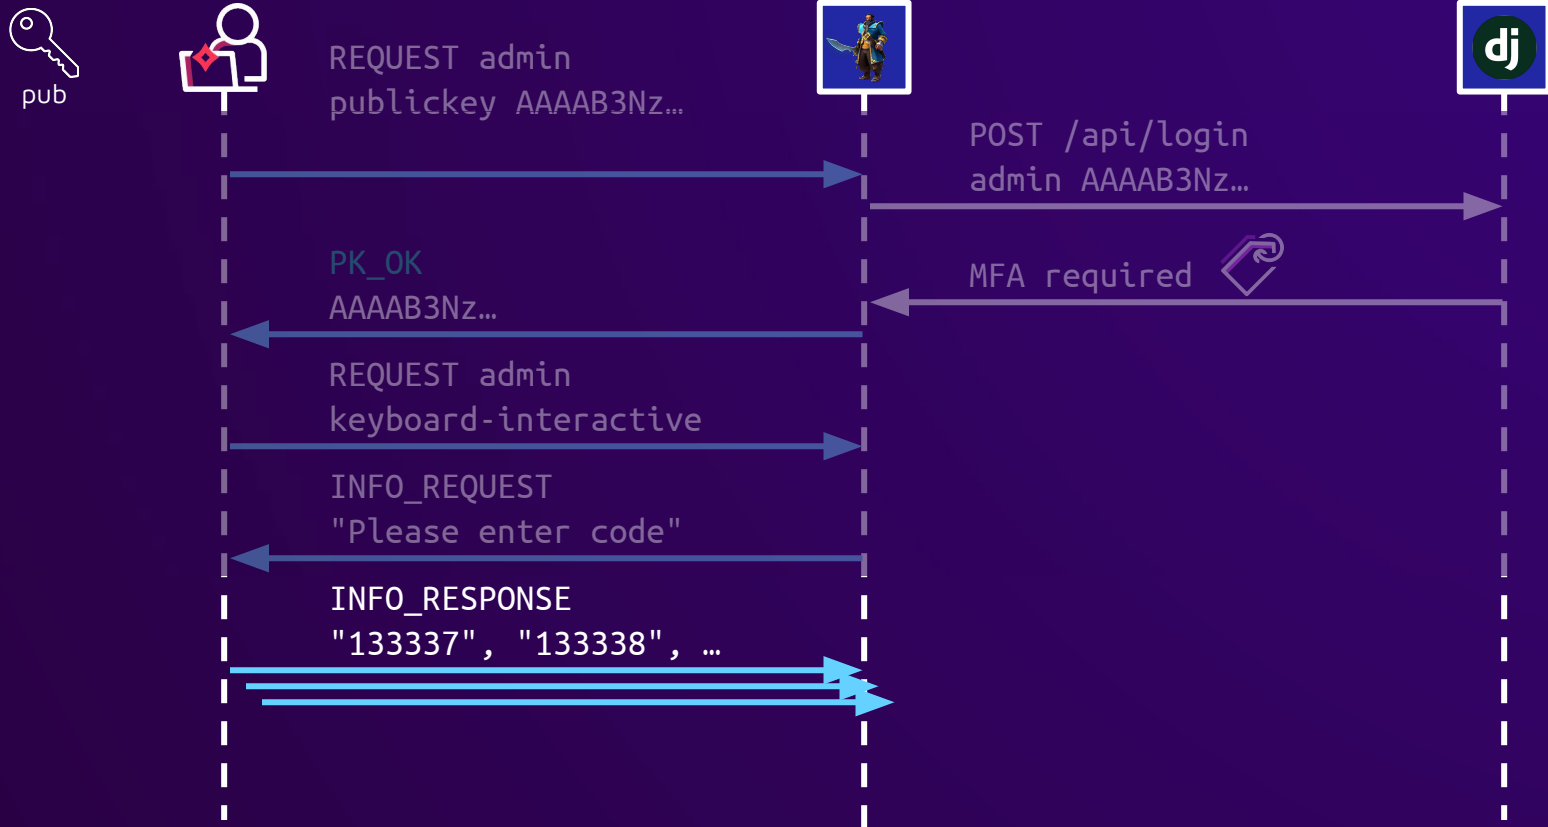 pub
REQUEST admin
publickey AAAAB3Nz…
dj
POST /api/login
admin AAAAB3Nz…
MFA required
PK_OK
AAAAB3Nz…
REQUEST admin
keyboard-interactive
INFO_REQUEST
"Please enter code"
INFO_RESPONSE
"133337", "133338", …